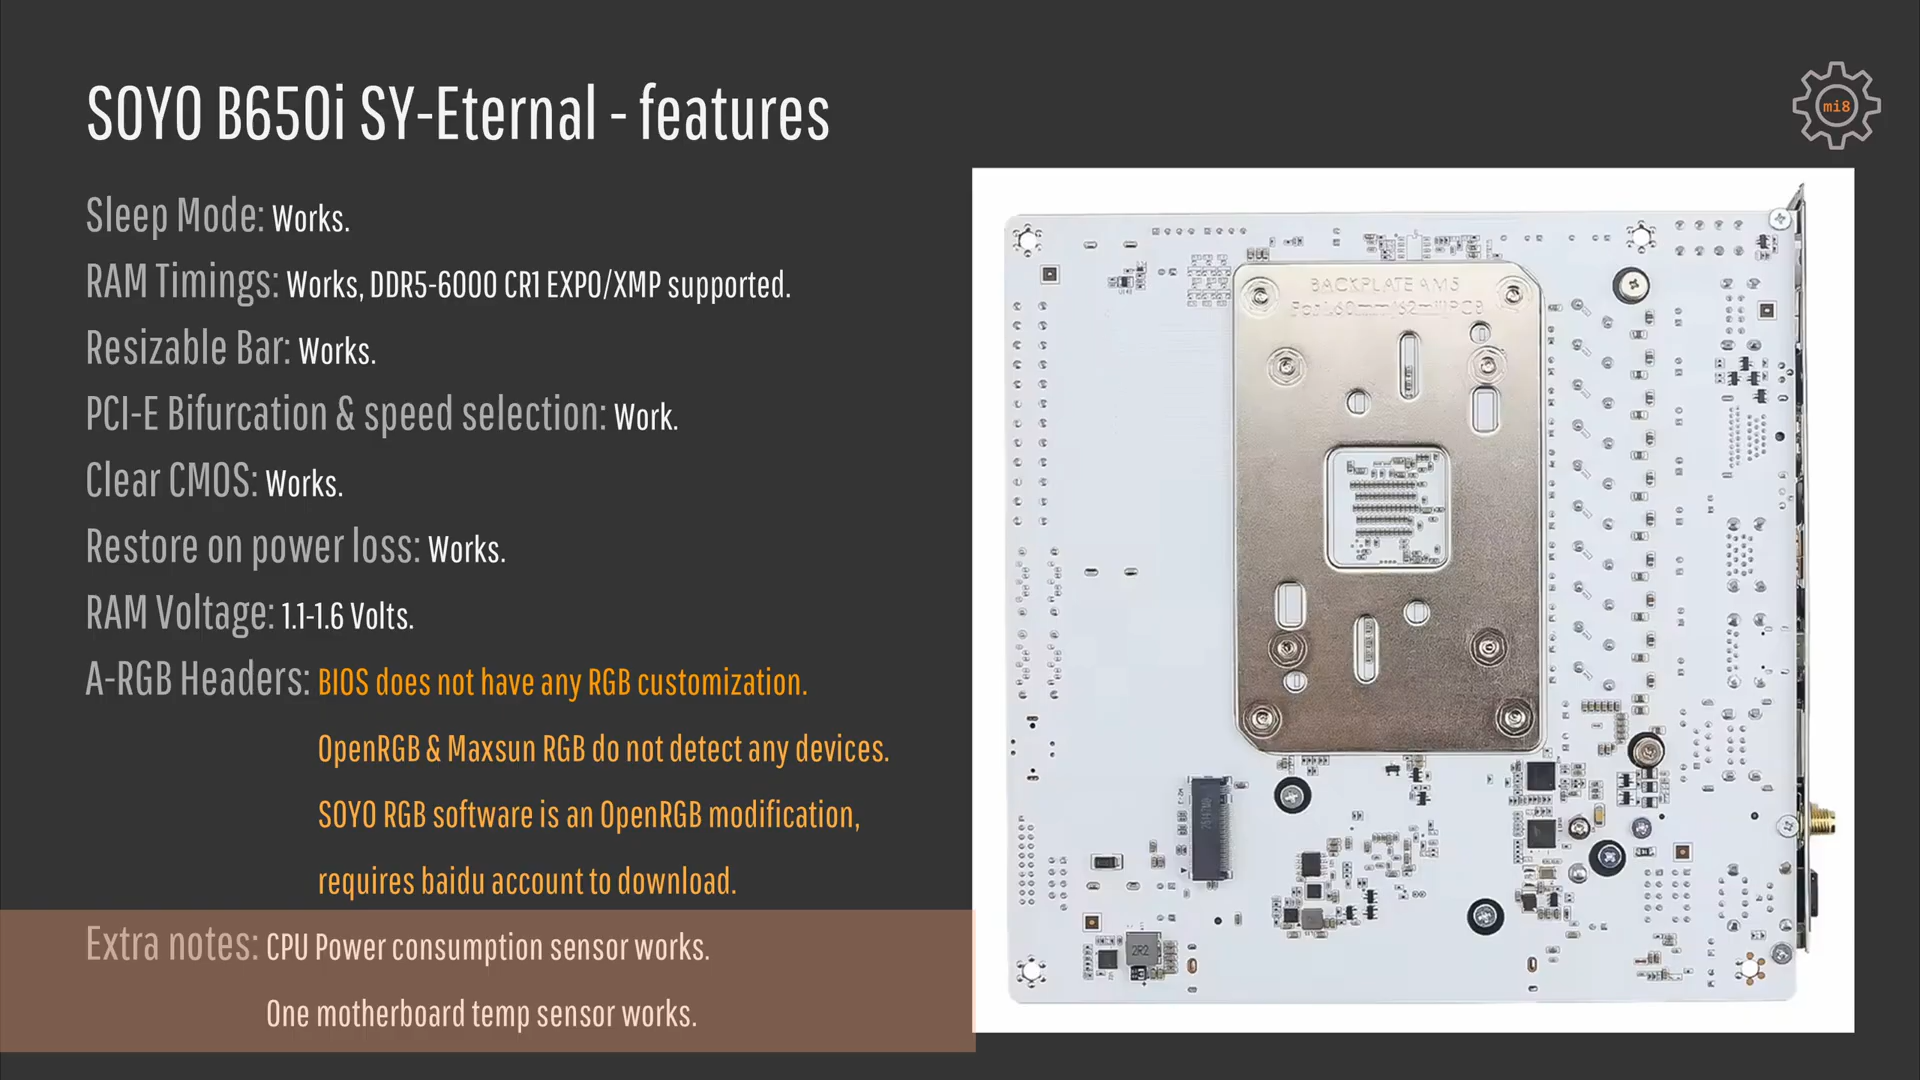 SOYO B650i SY-Eternal - features
mi8
Sleep Mode: Works.
RAM Timings: Works, DDR5-6000 CR1 EXPO/XMP supported.
Resizable Bar: Works.
PCI-E Bifurcation & speed selection: Work.
Clear CMOS: Works.
Restore on power loss: Works.
RAM Voltage: 1.1-1.6 Volts.
A-RGB Headers: BIOS does not have any RGB customization.
OpenRGB & Maxsun RGB do not detect any devices.
SOYO RGB software is an OpenRGB modification,
requires baidu account to download.
Extra notes: CPU Power consumption sensor works.
One motherboard temp sensor works.
BACKPLATE AM5
2R2